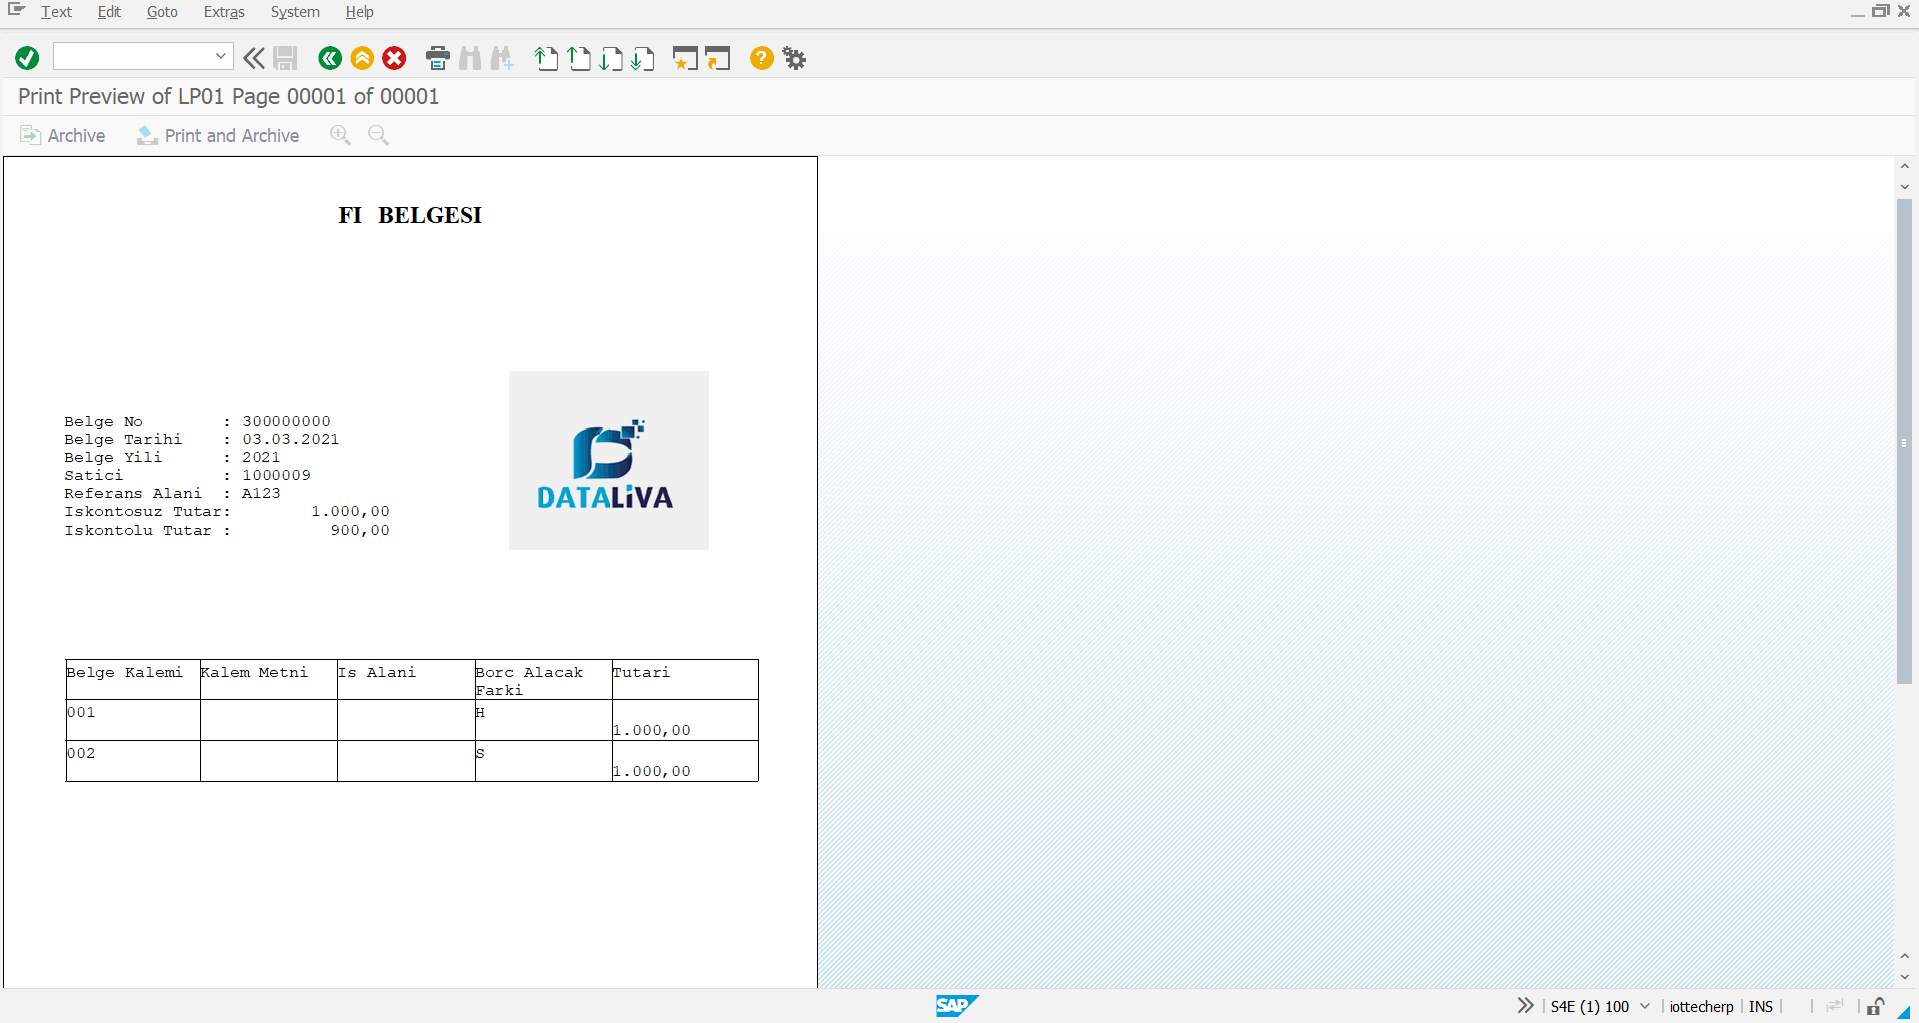 Text Edit Goto Extras System Help
Print Preview of LP01 Page 00001 of 00001
Archive Print and Archive
FI BELGESI
Belge No : 300000000
Belge Tarihi : 03.03.2021
Belge Yili : 2021
Satici : 1000009
Referans Alani : A123
Iskontosuz Tutar: 1.000,00
Iskontolu Tutar : 900,00
DATALiVA
Belge Kalemi Kalem Metni Is Alani Borc Alacak Farki Tutari
001 H 1.000,00
002 S 1.000,00
SAP S4E (1) 100 iottecherp INS